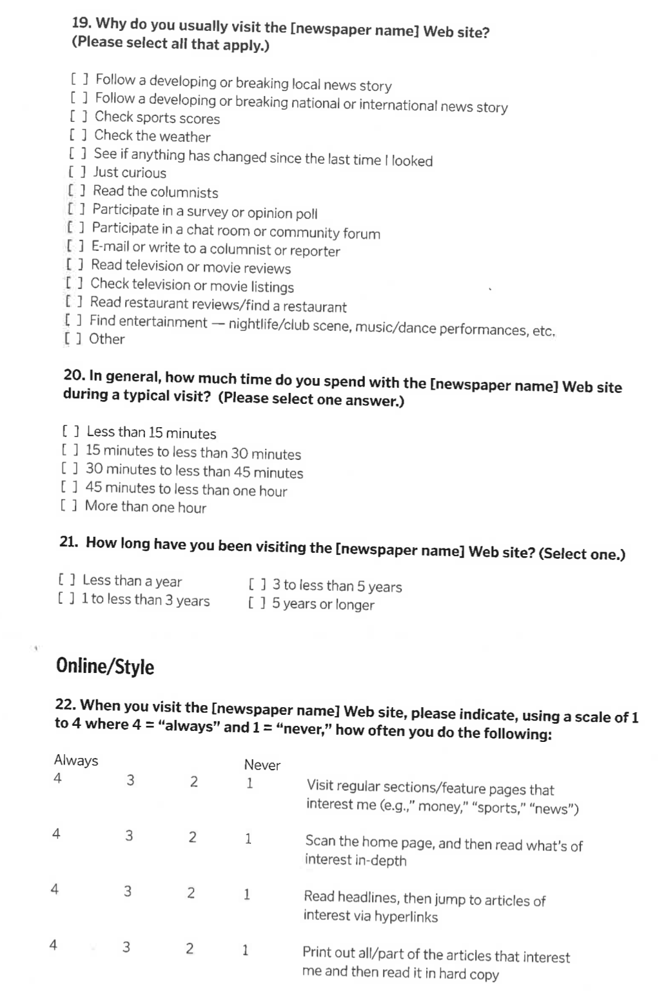 19. Why do you usually visit the [newspaper name] Web site?
(Please select all that apply.)
[ ] Follow a developing or breaking local news story
[ ] Follow a developing or breaking national or international news story
[ ] Check sports scores
[ ] Check the weather
[ ] See if anything has changed since the last time I looked
[ ] Just curious
[ ] Read the columnists
[ ] Participate in a survey or opinion poll
[ ] Participate in a chat room or community forum
[ ] E-mail or write to a columnist or reporter
[ ] Read television or movie reviews
[ ] Check television or movie listings
[ ] Read restaurant reviews/find a restaurant
[ ] Find entertainment — nightlife/club scene, music/dance performances, etc.
[ ] Other
20. In general, how much time do you spend with the [newspaper name] Web site
during a typical visit? (Please select one answer.)
[ ] Less than 15 minutes
[ ] 15 minutes to less than 30 minutes
[ ] 30 minutes to less than 45 minutes
[ ] 45 minutes to less than one hour
[ ] More than one hour
21. How long have you been visiting the [newspaper name] Web site? (Select one.)
[ ] Less than a year [ ] 3 to less than 5 years
[ ] 1 to less than 3 years [ ] 5 years or longer
Online/Style
22. When you visit the [newspaper name] Web site, please indicate, using a scale of 1
to 4 where 4 = “always” and 1 = “never,” how often you do the following:
Always Never
4 3 2 1 Visit regular sections/feature pages that
interest me (e.g.,” money,” “sports,” “news”)
4 3 2 1 Scan the home page, and then read what's of
interest in-depth
4 3 2 1 Read headlines, then jump to articles of
interest via hyperlinks
4 3 2 1 Print out all/part of the articles that interest
me and then read it in hard copy